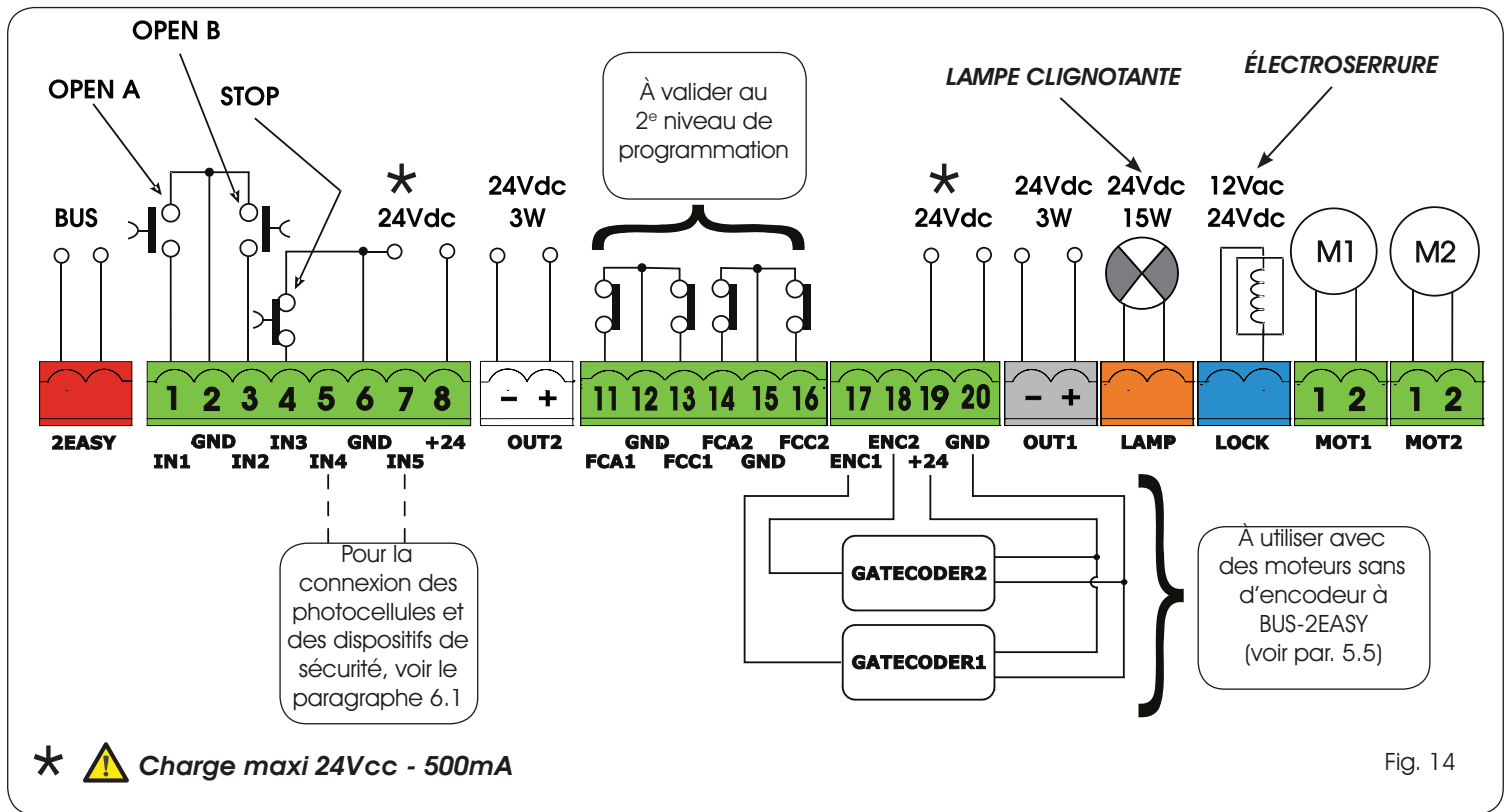 OPEN B
OPEN A
STOP
LAMPE CLIGNOTANTE
ÉLECTROSERRURE
À valider au
2e niveau de
programmation
BUS
*
24Vdc
24Vdc
3W
*
24Vdc
24Vdc
3W
24Vdc
15W
12Vac
24Vdc
M1
M2
1 2 3 4 5 6 7 8
- +
11 12 13 14 15 16
17 18 19 20
- +
1 2
1 2
2EASY
IN1
GND
IN2
IN3
IN4
GND
IN5
+24
OUT2
FCA1
GND
FCC1
FCA2
GND
FCC2
ENC1
ENC2
+24
GND
OUT1
LAMP
LOCK
MOT1
MOT2
Pour la
connexion des
photocellules et
des dispositifs de
sécurité, voir le
paragraphe 6.1
GATECODER2
GATECODER1
À utiliser avec
des moteurs sans
d'encodeur à
BUS-2EASY
(voir par. 5.5)
* Charge maxi 24Vcc - 500mA
Fig. 14